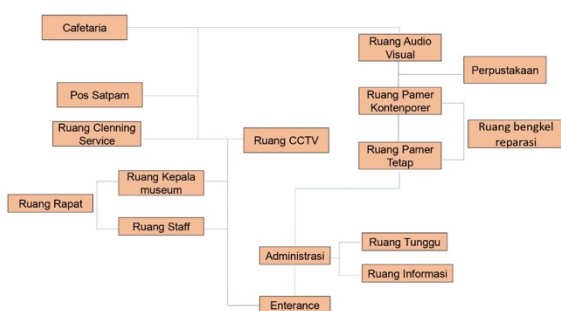 Cafetaria
Ruang Audio
Visual
Perpustakaan
Pos Satpam
Ruang Pamer
Kontenporer
Ruang Clenning
Service
Ruang CCTV
Ruang bengkel
reparasi
Ruang Pamer
Tetap
Ruang Kepala
museum
Ruang Rapat
Ruang Staff
Ruang Tunggu
Administrasi
Ruang Informasi
Enterance